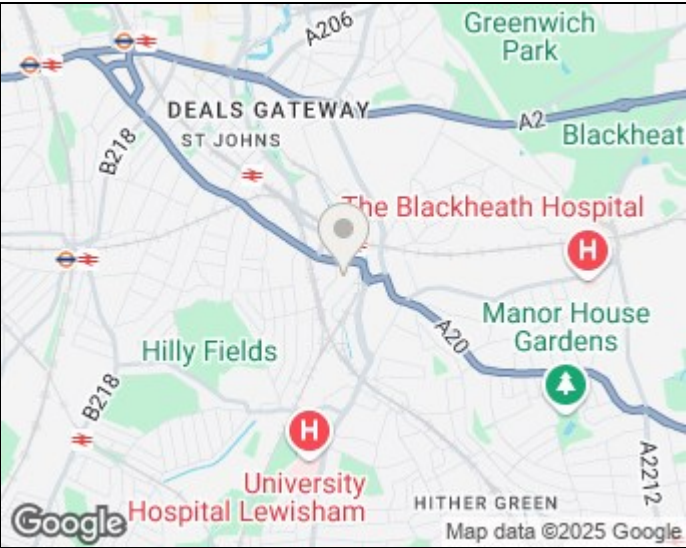 A206
Greenwich
Park
DEALS GATEWAY
A2
B218
ST JOHNS
Blackheat
The Blackheath Hospital
H
Manor House
Gardens
A20
Hilly Fields
B218
H
University
Hospital Lewisham
A2212
HITHER GREEN
Google
Map data ©2025 Google